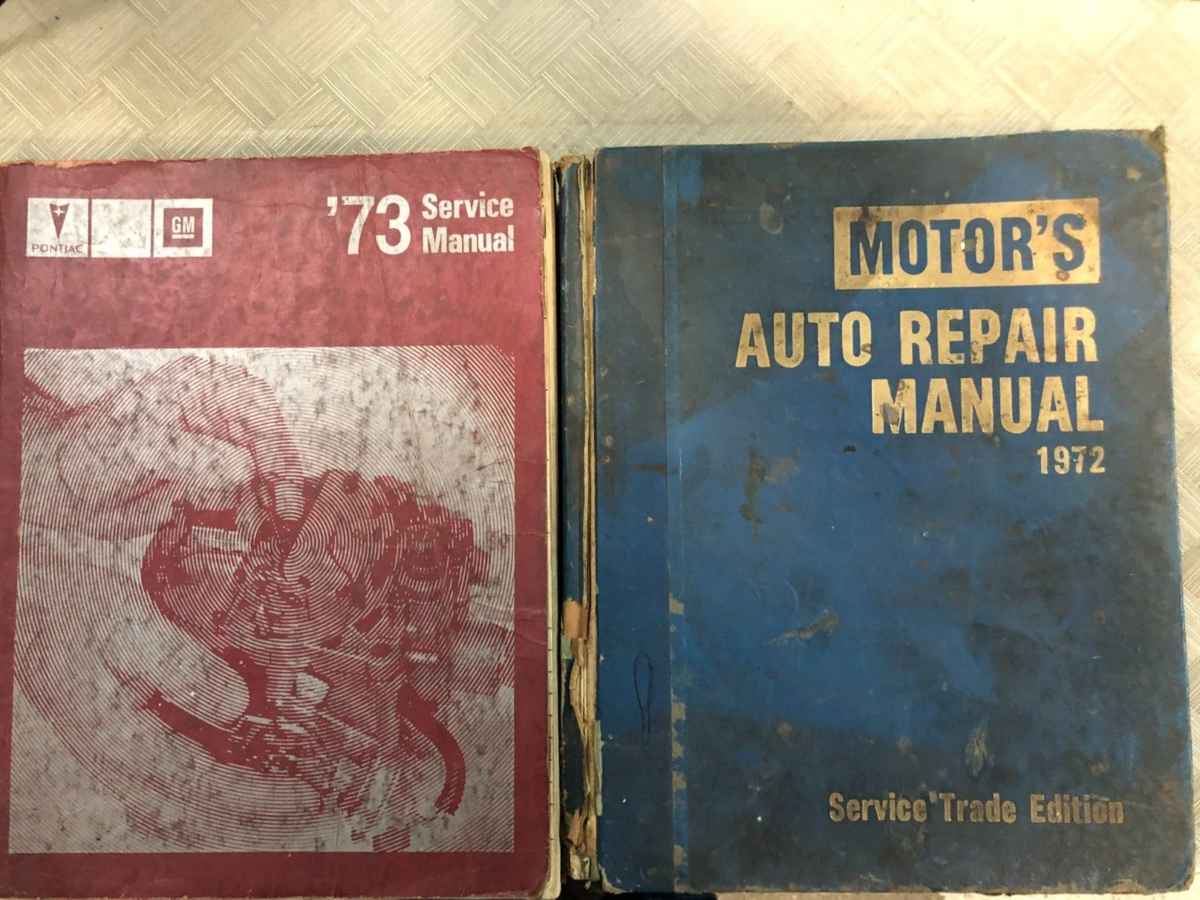 PONTIAC
GM
'73 Service
Manual
MOTOR'S
AUTO REPAIR
MANUAL
1972
Service Trade Edition